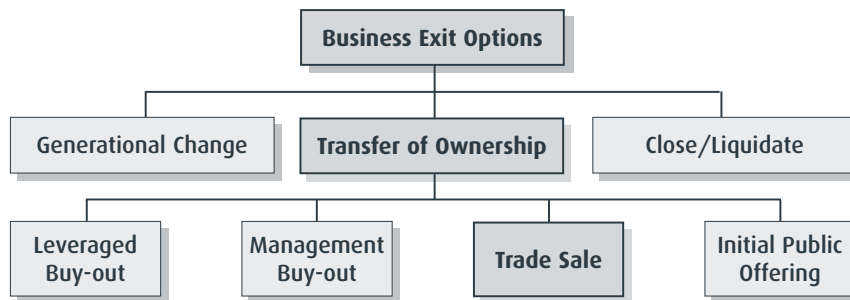 Business Exit Options
Generational Change
Transfer of Ownership
Close/Liquidate
Leveraged
Buy-out
Management
Buy-out
Trade Sale
Initial Public
Offering